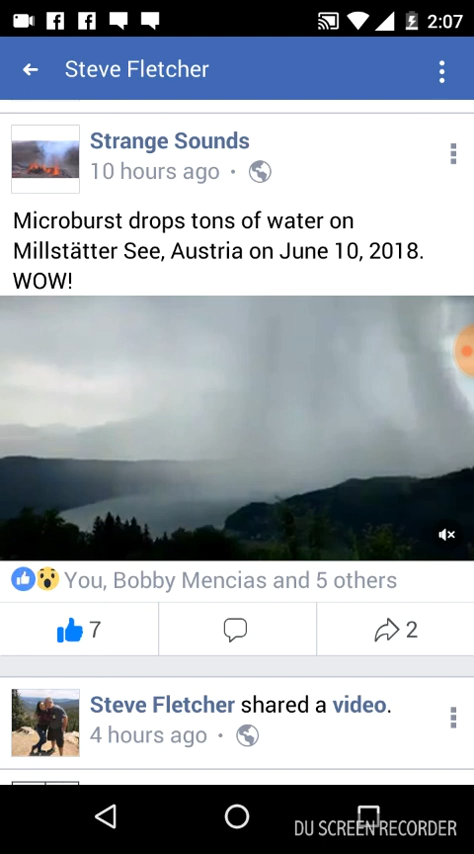 2:07
Steve Fletcher
Strange Sounds
10 hours ago ·
Microburst drops tons of water on
Millstätter See, Austria on June 10, 2018.
WOW!
You, Bobby Mencias and 5 others
7
2
Steve Fletcher shared a video.
4 hours ago ·
DU SCREEN RECORDER